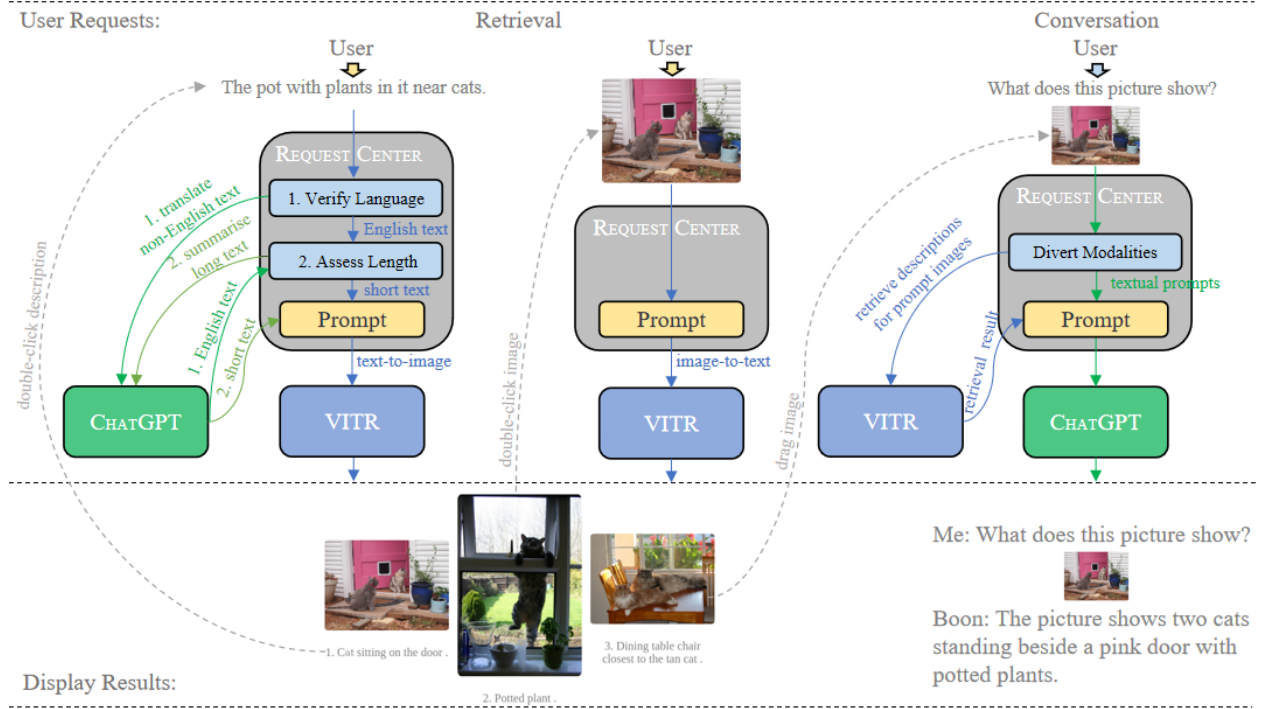 User Requests:
Retrieval
Conversation
User
User
User
The pot with plants in it near cats.
What does this picture show?
REQUEST CENTER
1. Verify Language
English text
2. Assess Length
short text
Prompt
text-to-image
1. translate
non-English text
2. summarise
long text
1. English text
2. short text
double-click description
CHATGPT
VITR
REQUEST CENTER
Prompt
image-to-text
double-click image
VITR
REQUEST CENTER
Divert Modalities
textual prompts
Prompt
retrieve descriptions
for prompt images
retrieval result
drag image
VITR
CHATGPT
1. Cat sitting on the door .
2. Potted plant .
3. Dining table chair
closest to the tan cat .
Me: What does this picture show?
Boon: The picture shows two cats
standing beside a pink door with
potted plants.
Display Results: